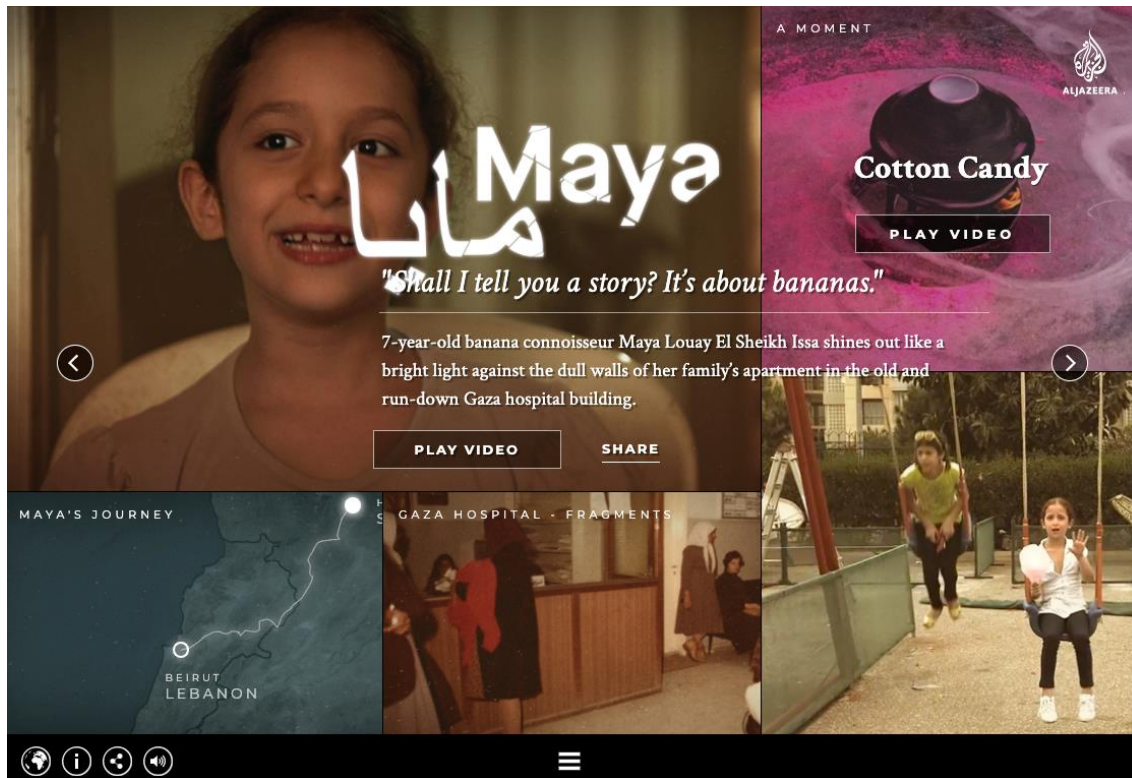 A MOMENT
ALJAZEERA
Maya
مايا
Cotton Candy
PLAY VIDEO
"Shall I tell you a story? It's about bananas."
7-year-old banana connoisseur Maya Louay El Sheikh Issa shines out like a
bright light against the dull walls of her family's apartment in the old and
run-down Gaza hospital building.
PLAY VIDEO
SHARE
MAYA'S JOURNEY
GAZA HOSPITAL - FRAGMENTS
BEIRUT
LEBANON